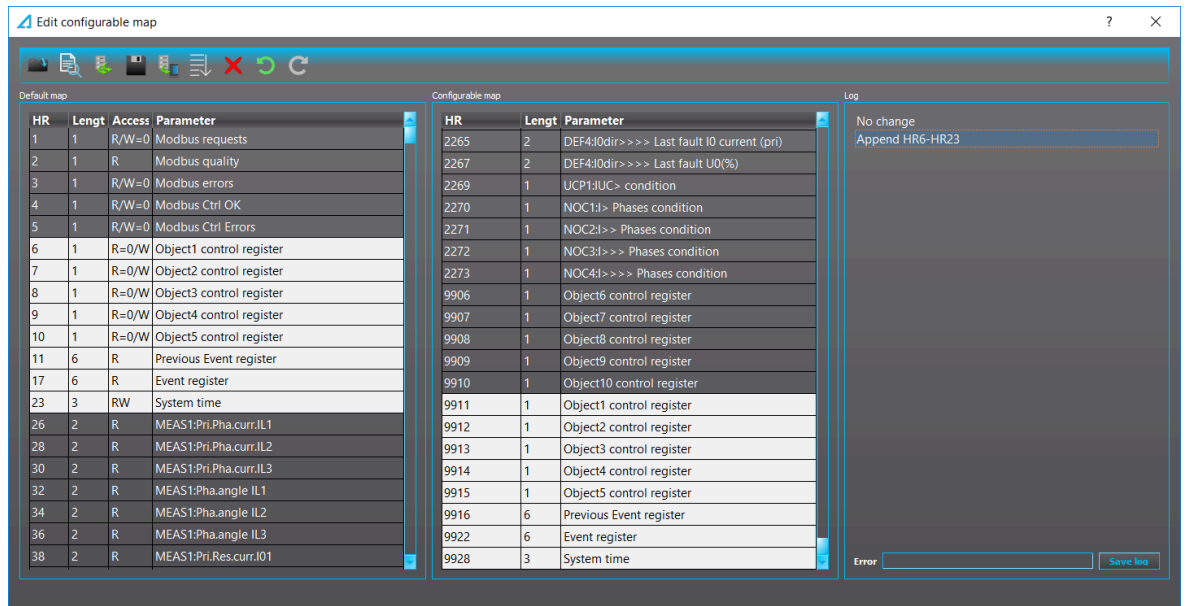 Edit configurable map
Default map
HR Lengt Access Parameter
1 1 R/W=0 Modbus requests
2 1 R Modbus quality
3 1 R/W=0 Modbus errors
4 1 R/W=0 Modbus Ctrl OK
5 1 R/W=0 Modbus Ctrl Errors
6 1 R=0/W Object1 control register
7 1 R=0/W Object2 control register
8 1 R=0/W Object3 control register
9 1 R=0/W Object4 control register
10 1 R=0/W Object5 control register
11 6 R Previous Event register
17 6 R Event register
23 3 RW System time
26 2 R MEAS1:Pri.Pha.curr.IL1
28 2 R MEAS1:Pri.Pha.curr.IL2
30 2 R MEAS1:Pri.Pha.curr.IL3
32 2 R MEAS1:Pha.angle IL1
34 2 R MEAS1:Pha.angle IL2
36 2 R MEAS1:Pha.angle IL3
38 2 R MEAS1:Pri.Res.curr.I01
Configurable map
HR Lengt Parameter
2265 2 DEF4:I0dir>>>> Last fault I0 current (pri)
2267 2 DEF4:I0dir>>>> Last fault U0(%)
2269 1 UCP1:IUC> condition
2270 1 NOC1:I> Phases condition
2271 1 NOC2:I>> Phases condition
2272 1 NOC3:I>>> Phases condition
2273 1 NOC4:I>>>> Phases condition
9906 1 Object6 control register
9907 1 Object7 control register
9908 1 Object8 control register
9909 1 Object9 control register
9910 1 Object10 control register
9911 1 Object1 control register
9912 1 Object2 control register
9913 1 Object3 control register
9914 1 Object4 control register
9915 1 Object5 control register
9916 6 Previous Event register
9922 6 Event register
9928 3 System time
Log
No change
Append HR6-HR23
Error
Save log